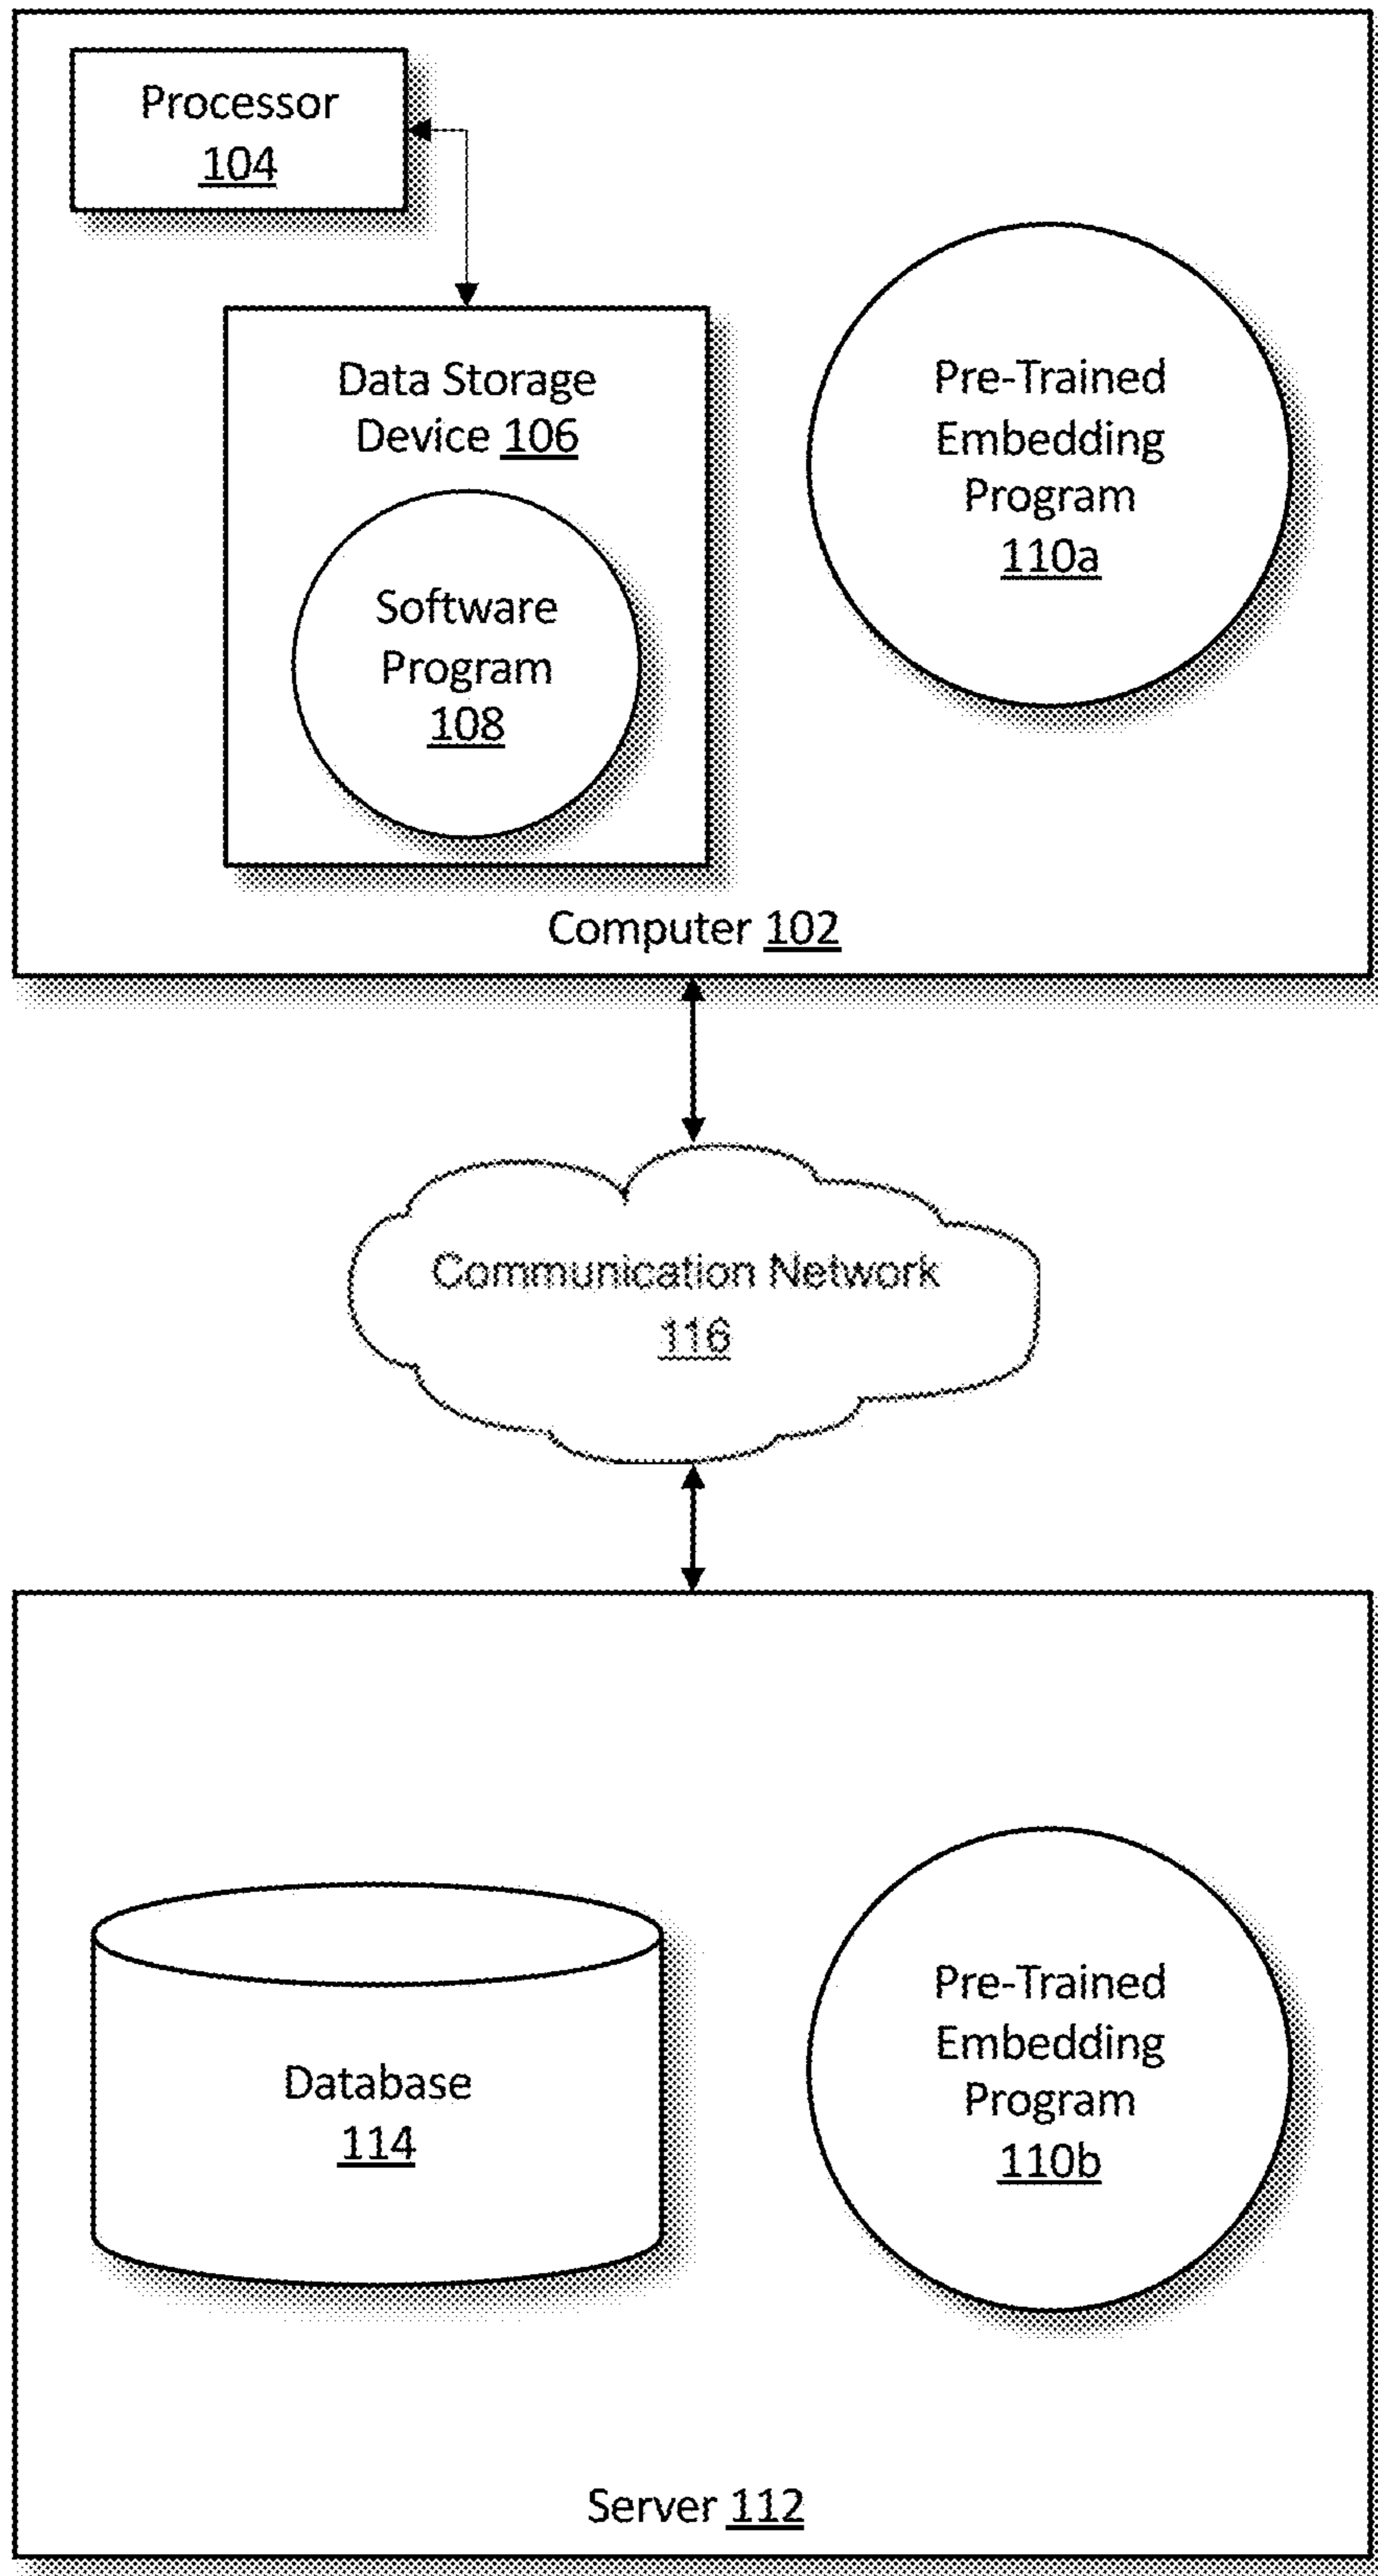 Processor
104
Data Storage
Device 106
Software
Program
108
Pre-Trained
Embedding
Program
110a
Computer 102
Communication Network
116
Database
114
Pre-Trained
Embedding
Program
110b
Server 112